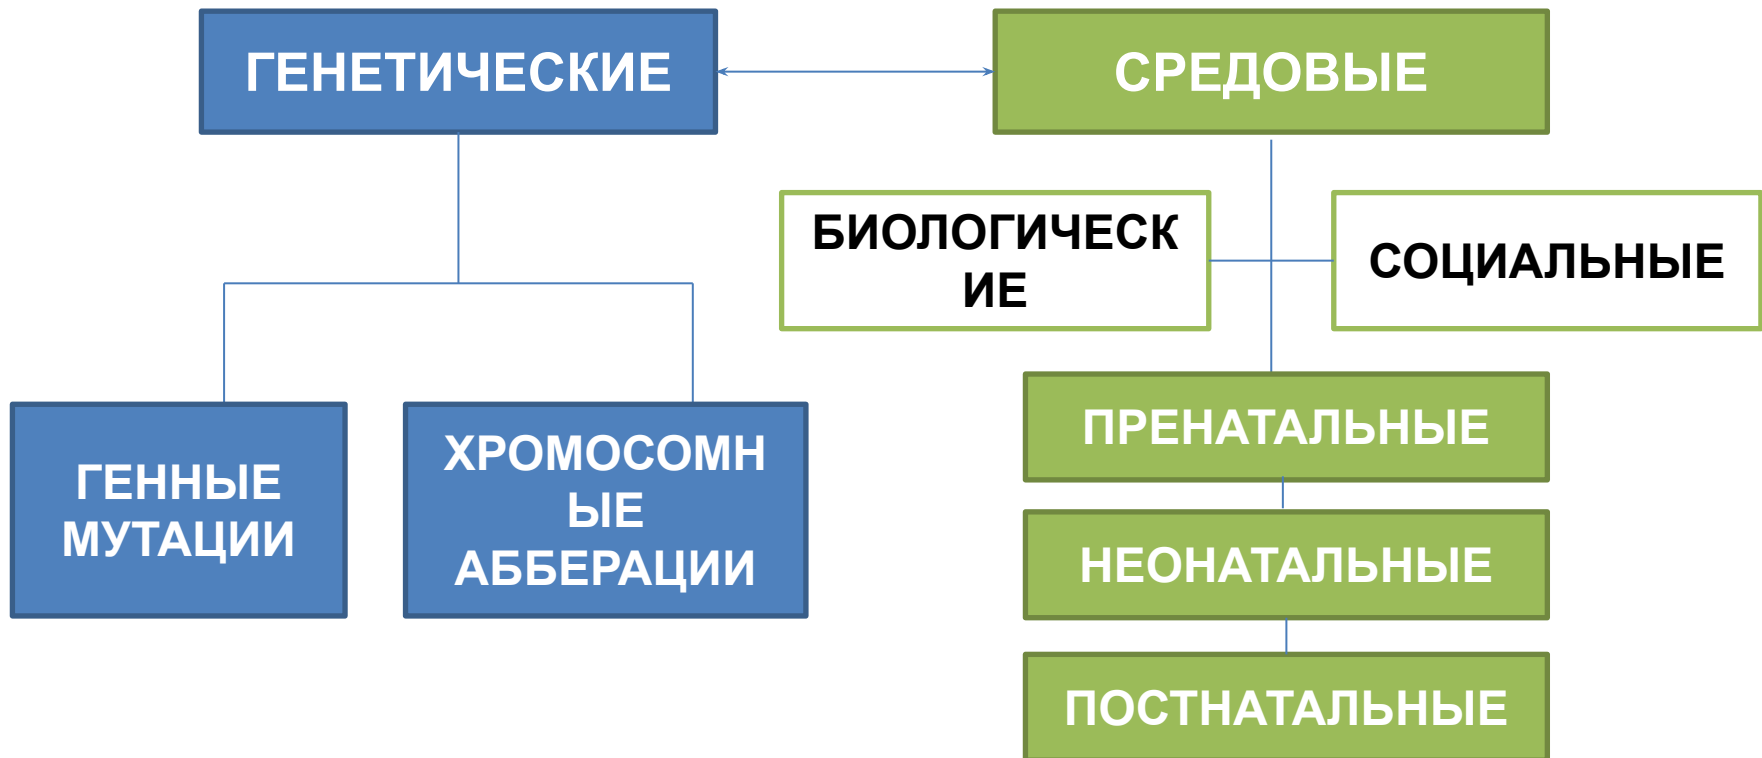 ГЕНЕТИЧЕСКИЕ
СРЕДОВЫЕ
БИОЛОГИЧЕСК
ИЕ
СОЦИАЛЬНЫЕ
ГЕННЫЕ
МУТАЦИИ
ХРОМОСОМН
ЫЕ
АББЕРАЦИИ
ПРЕНАТАЛЬНЫЕ
НЕОНАТАЛЬНЫЕ
ПОСТНАТАЛЬНЫЕ